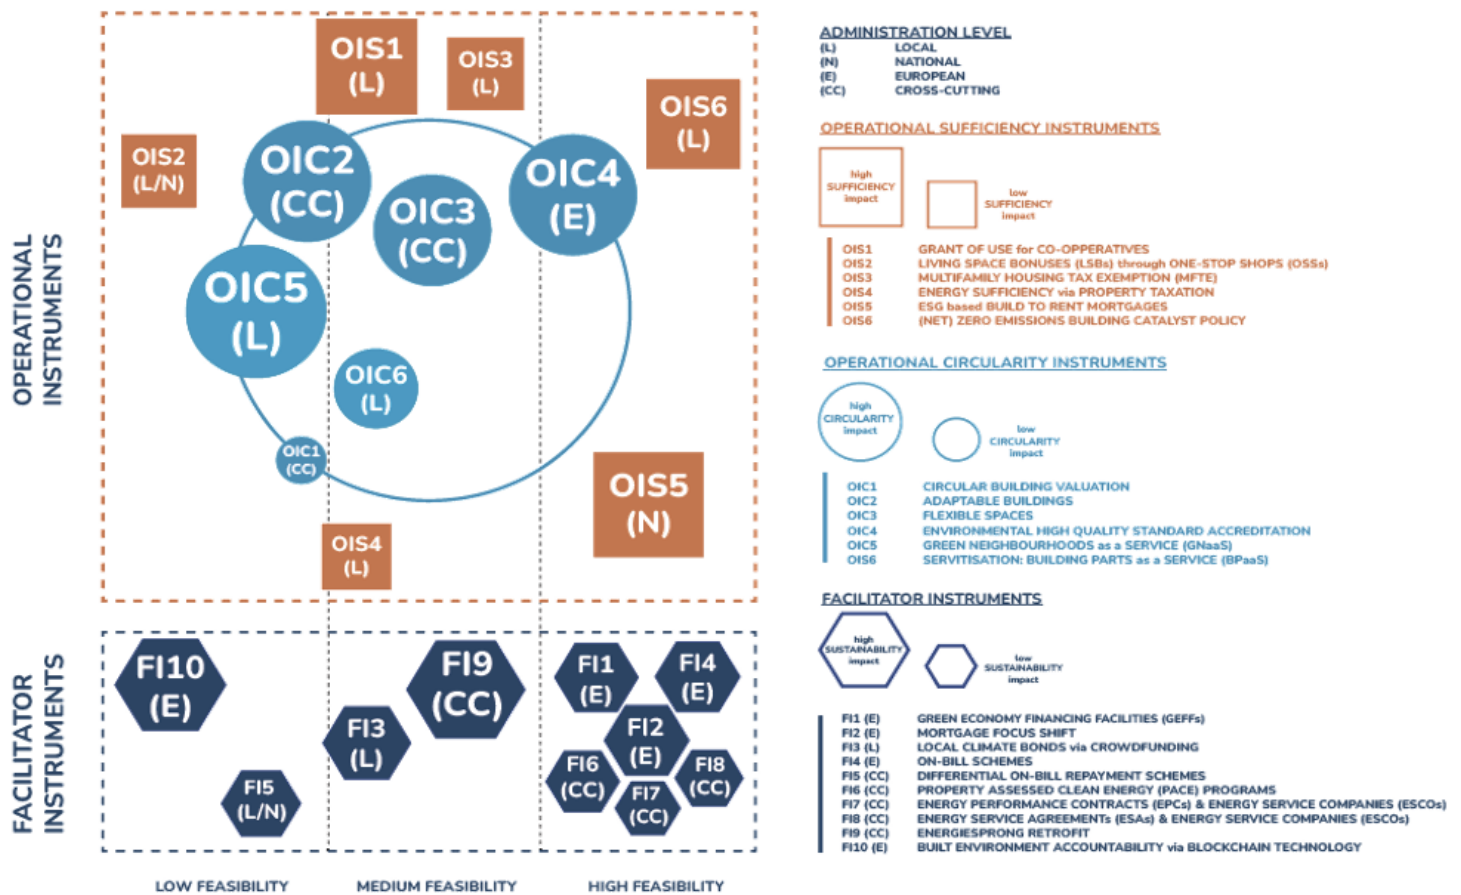 OPERATIONAL
INSTRUMENTS
OIS1
(L)
OIS3
(L)
OIS6
(L)
OIS2
(L/N)
OIC2
(CC)
OIC3
(CC)
OIC4
(E)
OIC5
(L)
OIC6
(L)
OIC1
(CC)
OIS5
(N)
OIS4
(L)
FACILITATOR
INSTRUMENTS
FI10
(E)
FI5
(L/N)
FI3
(L)
FI9
(CC)
FI1
(E)
FI4
(E)
FI2
(E)
FI6
(CC)
FI7
(CC)
FI8
(CC)
LOW FEASIBILITY
MEDIUM FEASIBILITY
HIGH FEASIBILITY
ADMINISTRATION LEVEL
(L) LOCAL
(N) NATIONAL
(E) EUROPEAN
(CC) CROSS-CUTTING
OPERATIONAL SUFFICIENCY INSTRUMENTS
high
SUFFICIENCY
impact
low
SUFFICIENCY
impact
OIS1 GRANT OF USE for CO-OPPERATIVES
OIS2 LIVING SPACE BONUSES (LSBs) through ONE-STOP SHOPS (OSSs)
OIS3 MULTIFAMILY HOUSING TAX EXEMPTION (MFTE)
OIS4 ENERGY SUFFICIENCY via PROPERTY TAXATION
OIS5 ESG based BUILD TO RENT MORTGAGES
OIS6 (NET) ZERO EMISSIONS BUILDING CATALYST POLICY
OPERATIONAL CIRCULARITY INSTRUMENTS
high
CIRCULARITY
impact
low
CIRCULARITY
impact
OIC1 CIRCULAR BUILDING VALUATION
OIC2 ADAPTABLE BUILDINGS
OIC3 FLEXIBLE SPACES
OIC4 ENVIRONMENTAL HIGH QUALITY STANDARD ACCREDITATION
OIC5 GREEN NEIGHBOURHOODS as a SERVICE (GNaaS)
OIS6 SERVITISATION: BUILDING PARTS as a SERVICE (BPaaS)
FACILITATOR INSTRUMENTS
high
SUSTAINABILITY
impact
low
SUSTAINABILITY
impact
FI1 (E) GREEN ECONOMY FINANCING FACILITIES (GEFFs)
FI2 (E) MORTGAGE FOCUS SHIFT
FI3 (L) LOCAL CLIMATE BONDS via CROWDFUNDING
FI4 (E) ON-BILL SCHEMES
FI5 (CC) DIFFERENTIAL ON-BILL REPAYMENT SCHEMES
FI6 (CC) PROPERTY ASSESSED CLEAN ENERGY (PACE) PROGRAMS
FI7 (CC) ENERGY PERFORMANCE CONTRACTS (EPCs) & ENERGY SERVICE COMPANIES (ESCOs)
FI8 (CC) ENERGY SERVICE AGREEMENTs (ESAs) & ENERGY SERVICE COMPANIES (ESCOs)
FI9 (CC) ENERGIESPRONG RETROFIT
FI10 (E) BUILT ENVIRONMENT ACCOUNTABILITY via BLOCKCHAIN TECHNOLOGY